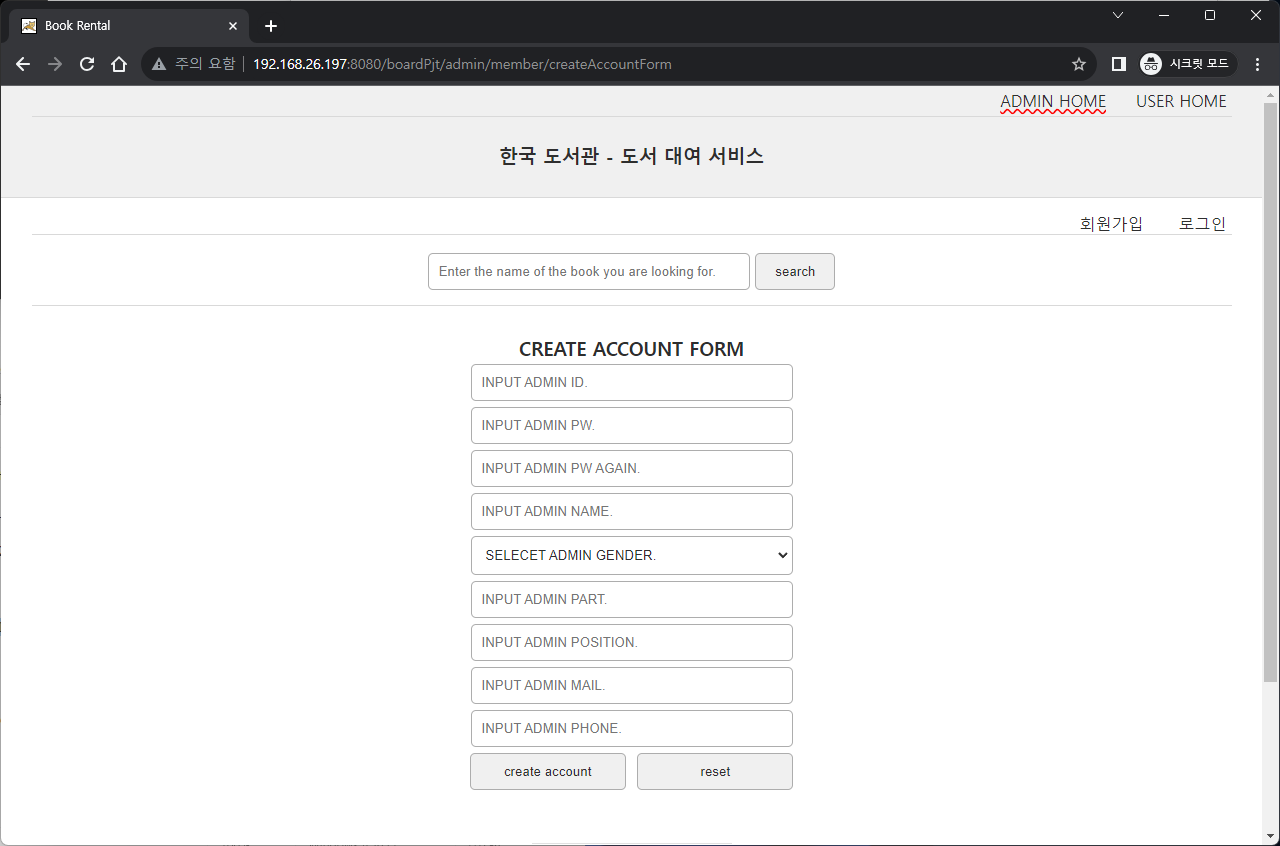 Book Rental
주의 요함 192.168.26.197:8080/boardPjt/admin/member/createAccountForm 시크릿 모드
ADMIN HOME USER HOME
한국 도서관 - 도서 대여 서비스
회원가입 로그인
Enter the name of the book you are looking for. search
CREATE ACCOUNT FORM
INPUT ADMIN ID.
INPUT ADMIN PW.
INPUT ADMIN PW AGAIN.
INPUT ADMIN NAME.
SELECET ADMIN GENDER.
INPUT ADMIN PART.
INPUT ADMIN POSITION.
INPUT ADMIN MAIL.
INPUT ADMIN PHONE.
create account reset